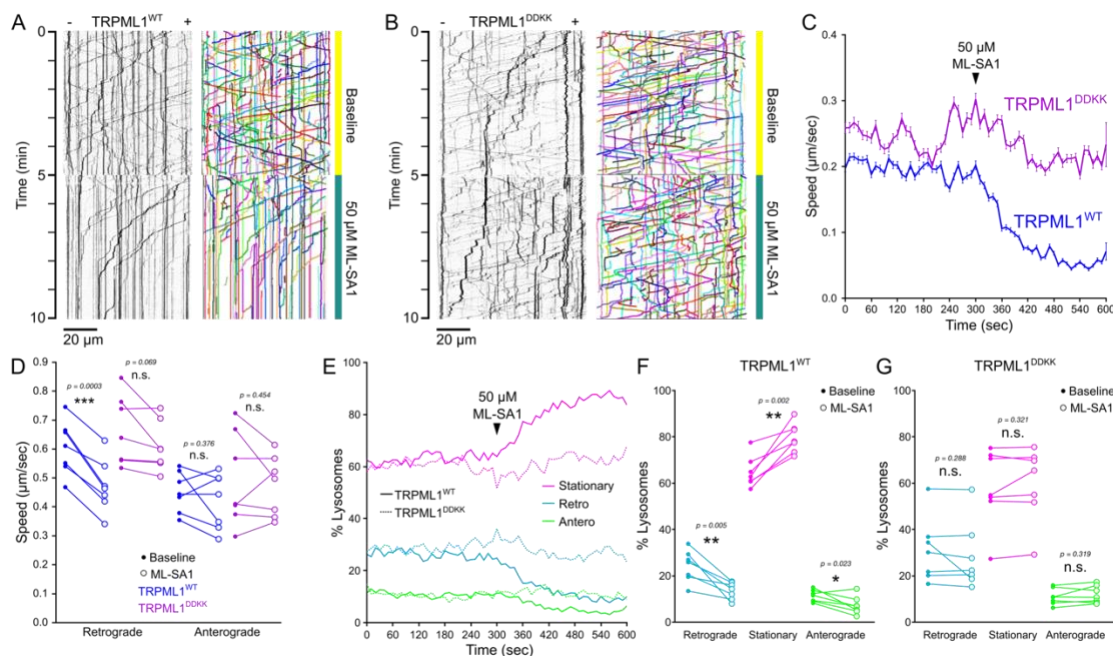 A
- TRPML1WT +
0
5
10
Time (min)
Baseline
50 µM ML-SA1
20 µm
B
- TRPML1DDKK +
0
5
10
Time (min)
Baseline
50 µM ML-SA1
20 µm
C
50 µM
ML-SA1
TRPML1DDKK
TRPML1WT
Speed (µm/sec)
0.4
0.3
0.2
0.1
0.0
0 60 120 180 240 300 360 420 480 540 600
Time (sec)
D
Speed (µm/sec)
0.9
0.8
0.7
0.6
0.5
0.4
0.3
0.2
0.1
0
p = 0.0003
***
p = 0.069
n.s.
p = 0.376
n.s.
p = 0.454
n.s.
Baseline
ML-SA1
TRPML1WT
TRPML1DDKK
Retrograde Anterograde
E
% Lysosomes
100
80
60
40
20
0
50 µM
ML-SA1
TRPML1WT
TRPML1DDKK
Stationary
Retro
Antero
0 60 120 180 240 300 360 420 480 540 600
Time (sec)
F
TRPML1WT
Baseline
ML-SA1
% Lysosomes
100
80
60
40
20
0
p = 0.005
**
p = 0.002
**
p = 0.023
*
Retrograde Stationary Anterograde
G
TRPML1DDKK
Baseline
ML-SA1
% Lysosomes
100
80
60
40
20
0
p = 0.288
n.s.
p = 0.321
n.s.
p = 0.319
n.s.
Retrograde Stationary Anterograde